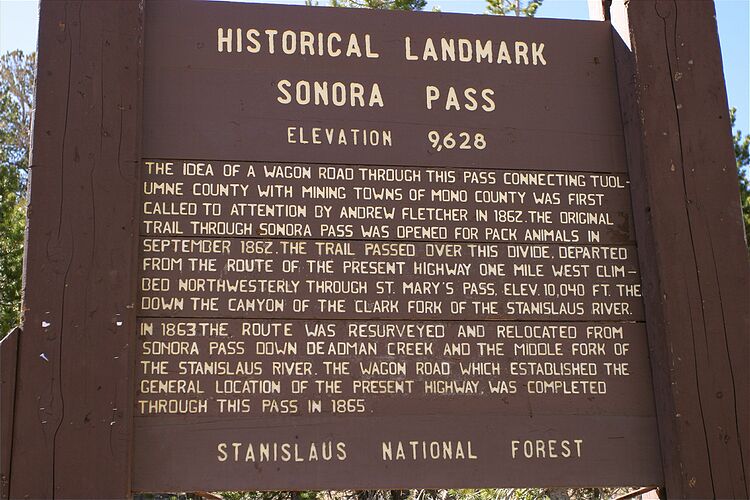 HISTORICAL LANDMARK
SONORA PASS
ELEVATION 9,628
THE IDEA OF A WAGON ROAD THROUGH THIS PASS CONNECTING TUOL-
UMNE COUNTY WITH MINING TOWNS OF MONO COUNTY WAS FIRST
CALLED TO ATTENTION BY ANDREW FLETCHER IN 1862. THE ORIGINAL
TRAIL THROUGH SONORA PASS WAS OPENED FOR PACK ANIMALS IN
SEPTEMBER 1862. THE TRAIL PASSED OVER THIS DIVIDE, DEPARTED
FROM THE ROUTE OF THE PRESENT HIGHWAY ONE MILE WEST CLIM-
BED NORTHWESTERLY THROUGH ST. MARY'S PASS, ELEV. 10,040 FT. THE
DOWN THE CANYON OF THE CLARK FORK OF THE STANISLAUS RIVER.
IN 1863 THE, ROUTE WAS RESURVEYED AND RELOCATED FROM
SONORA PASS DOWN DEADMAN CREEK AND THE MIDDLE FORK OF
THE STANISLAUS RIVER. THE WAGON ROAD WHICH ESTABLISHED THE
GENERAL LOCATION OF THE PRESENT HIGHWAY, WAS COMPLETED
THROUGH THIS PASS IN 1865.
STANISLAUS NATIONAL FOREST